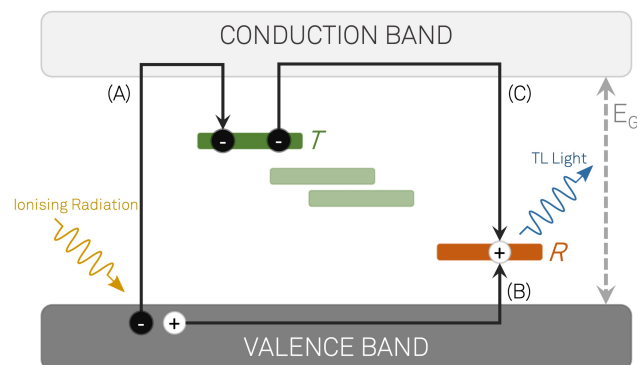 CONDUCTION BAND
(A)
(C)
E_G
-
-
T
TL Light
Ionising Radiation
+
R
(B)
-
+
VALENCE BAND